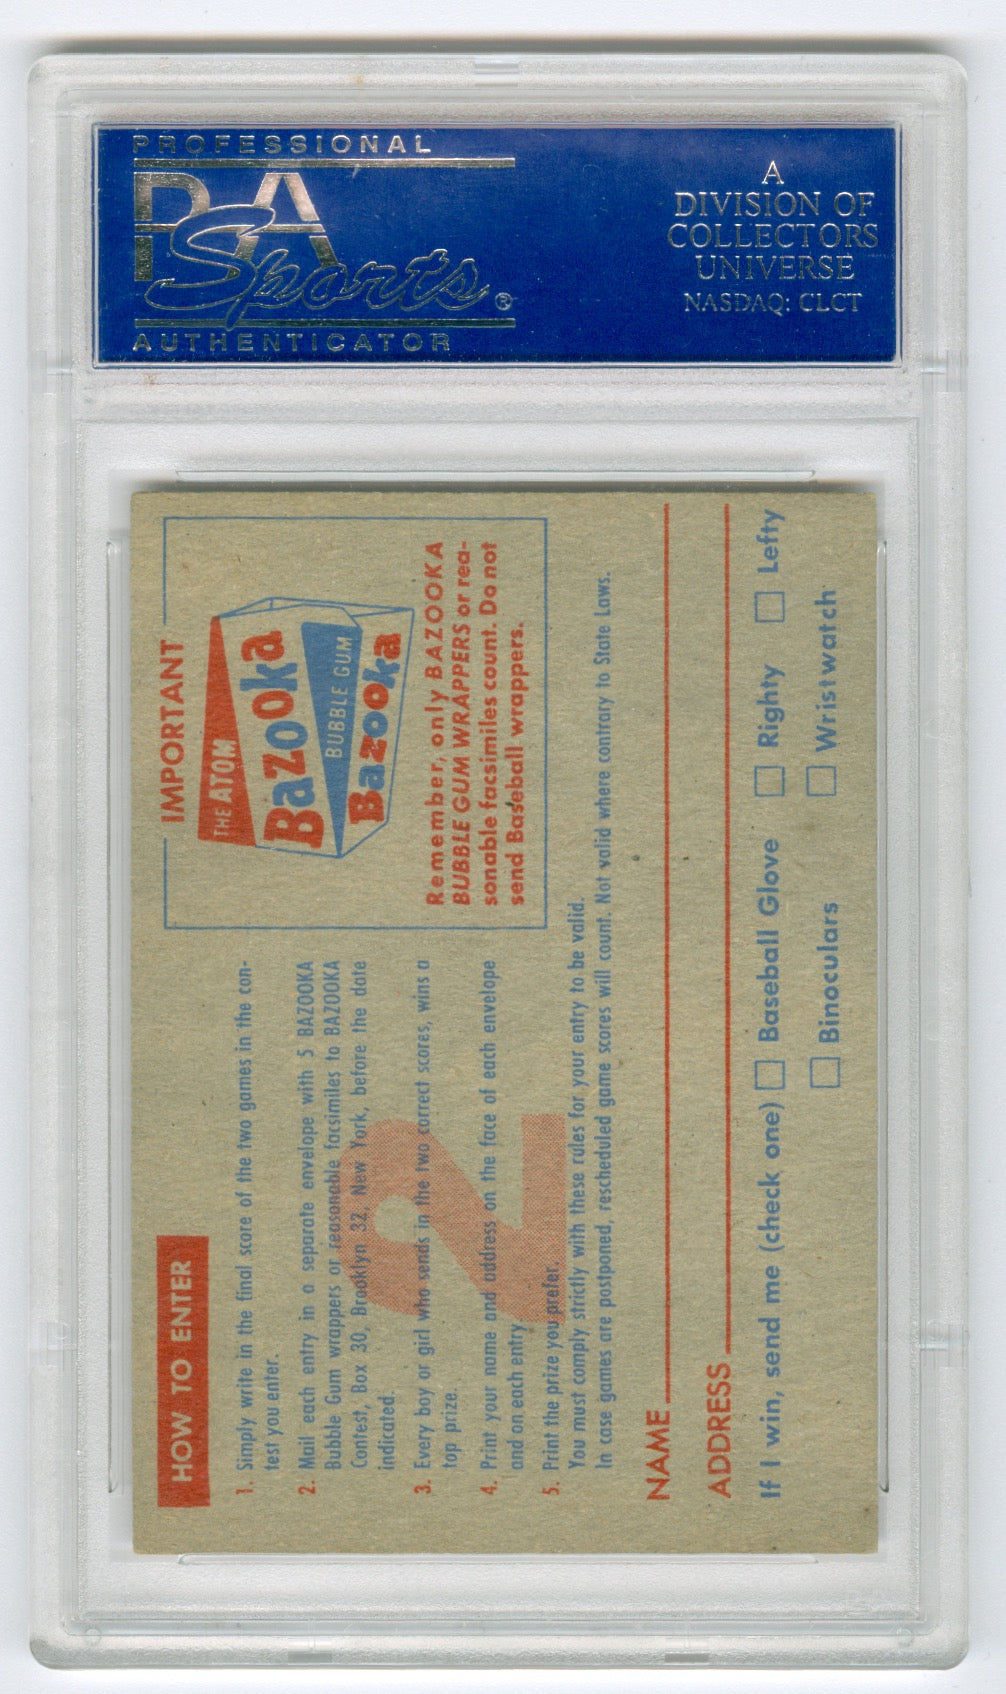 PROFESSIONAL
PSA
Sports®
AUTHENTICATOR
A
DIVISION OF
COLLECTORS
UNIVERSE
NASDAQ: CLCT
HOW TO ENTER
1. Simply write in the final score of the two games in the con-
test you enter.
2. Mail each entry in a separate envelope with 5 BAZOOKA
Bubble Gum wrappers or reasonable facsimiles to BAZOOKA
Contest, Box 30, Brooklyn 32, New York, before the date
indicated.
3. Every boy or girl who sends in the two correct scores, wins a
top prize.
4. Print your name and address on the face of each envelope
and on each entry.
5. Print the prize you prefer.
You must comply strictly with these rules for your entry to be valid.
In case games are postponed, rescheduled game scores will count. Not valid where contrary to State Laws.
2
IMPORTANT
THE ATOM
Bazooka
BUBBLE GUM
Bazooka
Remember, only BAZOOKA
BUBBLE GUM WRAPPERS or rea-
sonable facsimiles count. Do not
send Baseball wrappers.
NAME
ADDRESS
If I win, send me (check one) Baseball Glove Righty Lefty
Binoculars Wristwatch